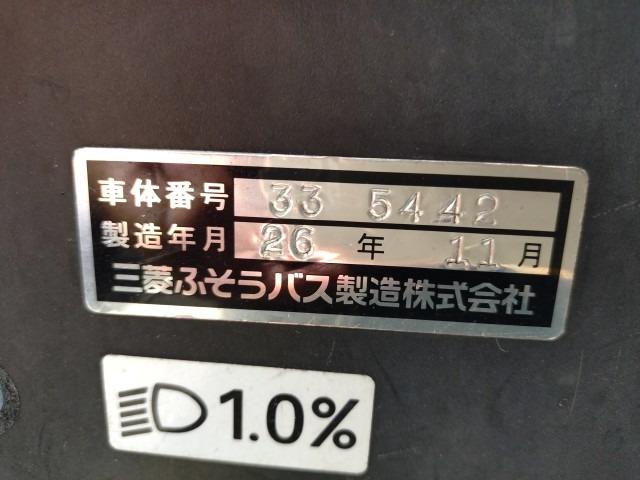 車体番号 33 5442
製造年月 26 年 11 月
三菱ふそうバス製造株式会社
1.0%